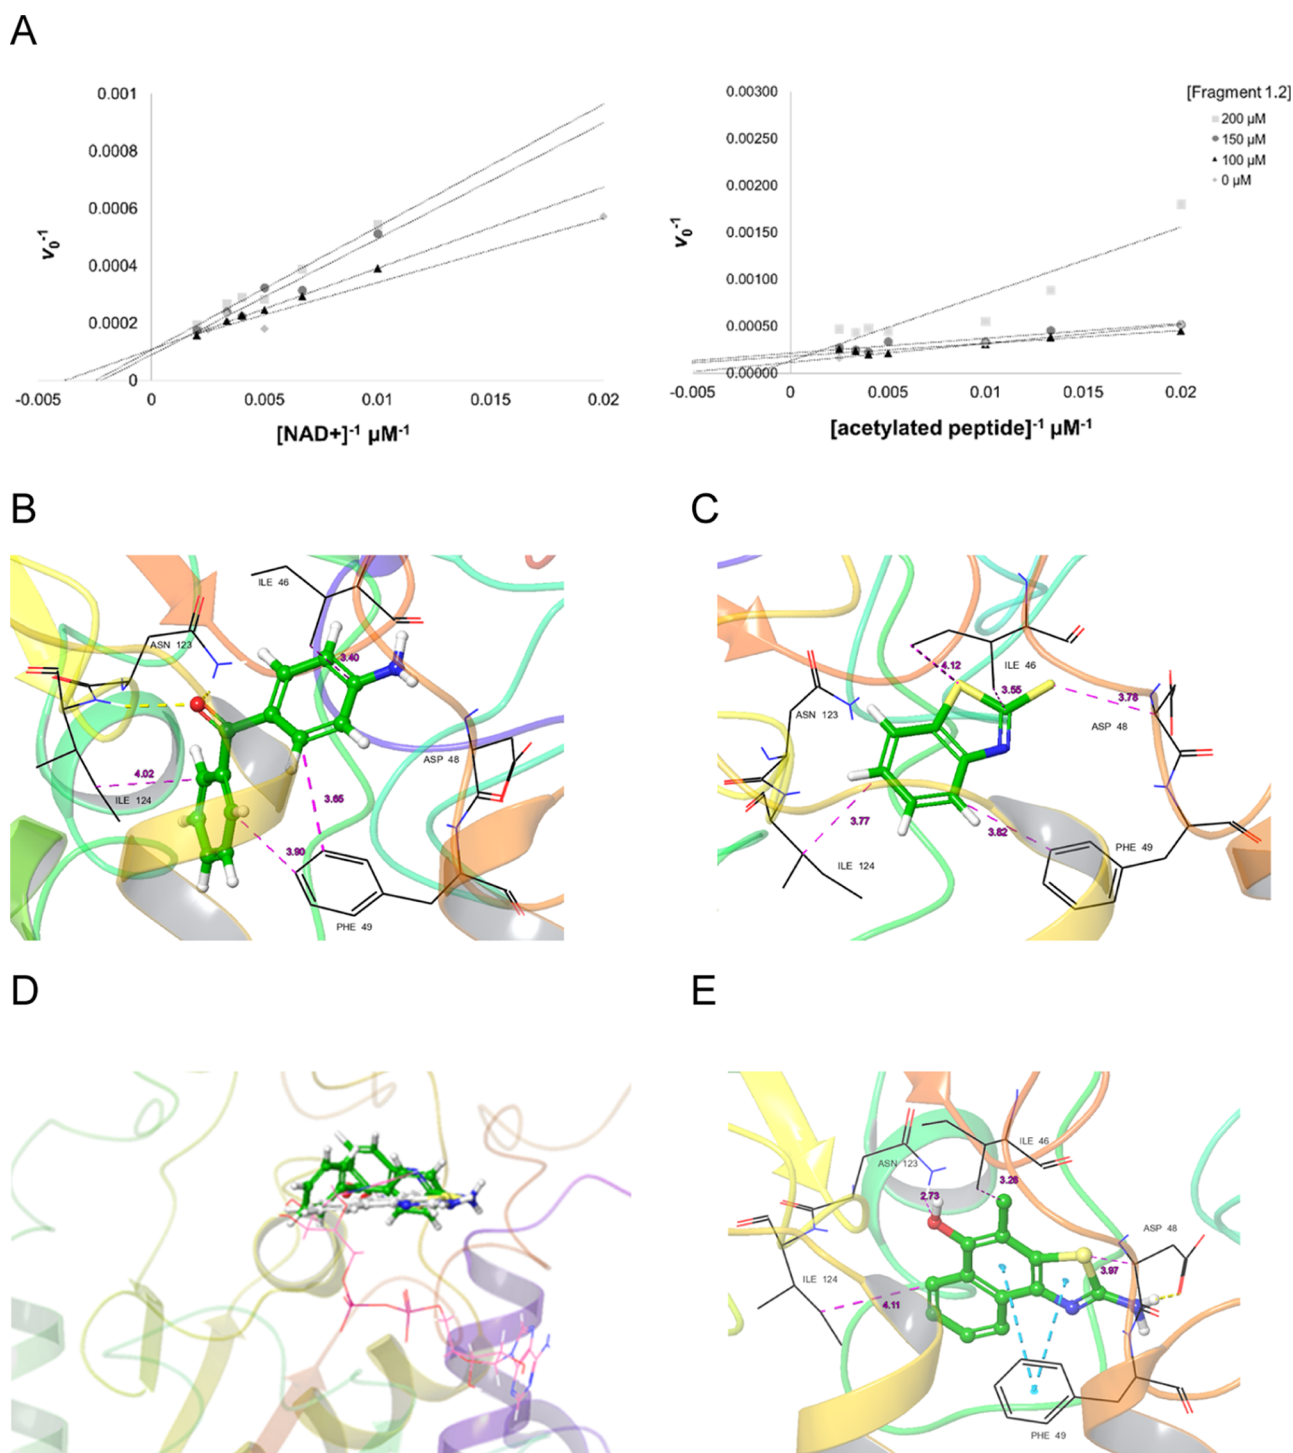 A
0.001
0.0008
0.0006
0.0004
0.0002
0
-0.005
0
0.005
0.01
0.015
0.02
v₀⁻¹
[NAD+]⁻¹ µM⁻¹
0.00300
0.00250
0.00200
0.00150
0.00100
0.00050
0.00000
-0.005
0
0.005
0.01
0.015
0.02
v₀⁻¹
[acetylated peptide]⁻¹ µM⁻¹
[Fragment 1.2]
200 µM
150 µM
100 µM
0 µM
B
ILE 46
ASN 123
3.40
ASP 48
4.02
ILE 124
3.65
3.90
PHE 49
C
4.12
ILE 46
3.55
3.78
ASN 123
ASP 48
3.77
3.82
PHE 49
ILE 124
D
E
ILE 46
ASN 123
3.26
2.73
ASP 48
3.97
ILE 124
4.11
PHE 49